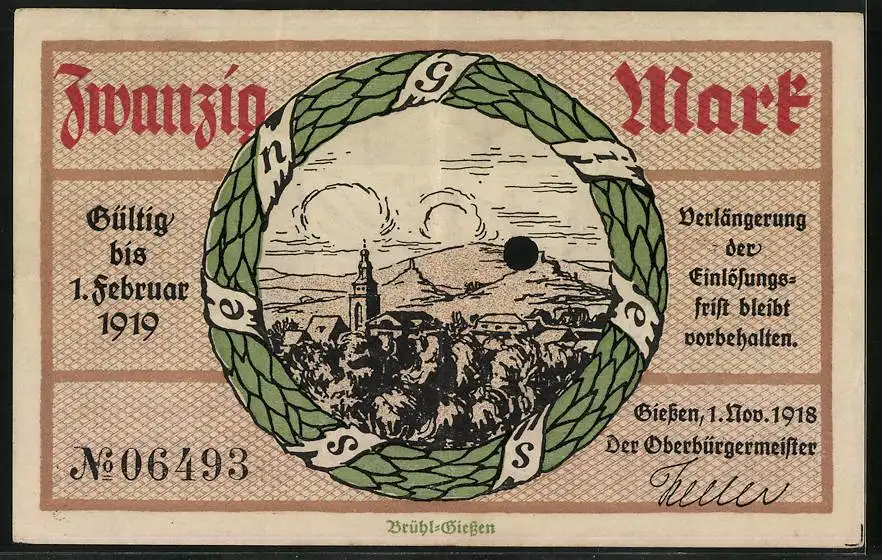 Zwanzig Mark
G i e s s e n
Gültig
bis
1. Februar
1919
Verlängerung
der
Einlösungs-
frist bleibt
vorbehalten.
Gießen, 1. Nov. 1918
Der Oberbürgermeister
Keller
№ 06493
Brühl-Gießen